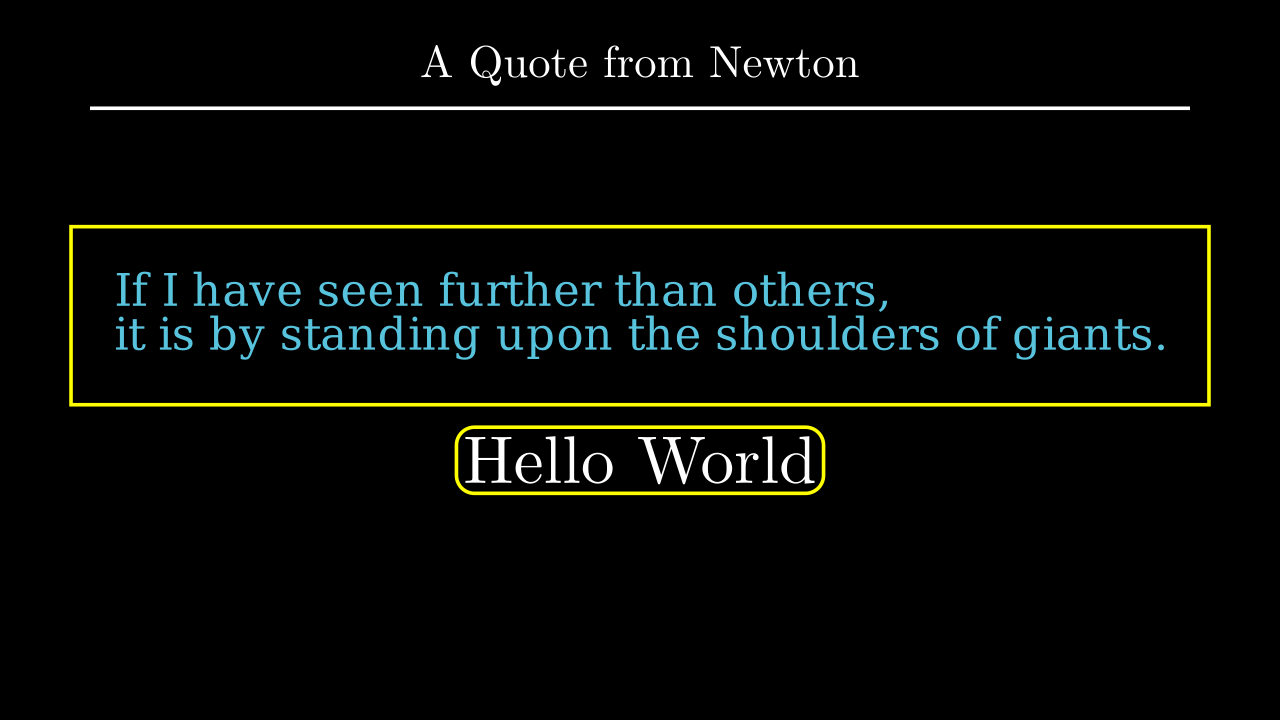 A Quote from Newton
If I have seen further than others,
it is by standing upon the shoulders of giants.
Hello World